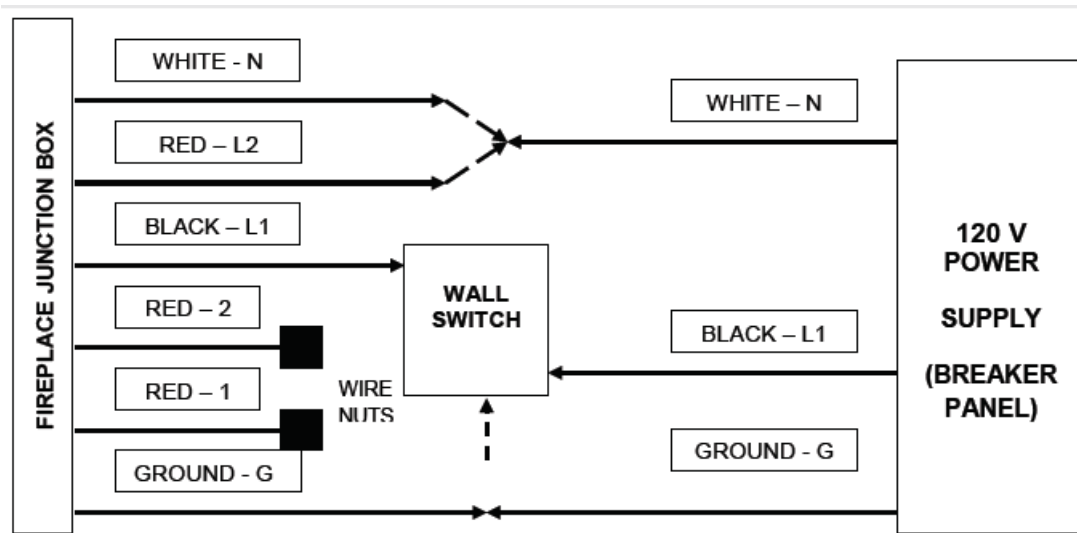 FIREPLACE JUNCTION BOX
WHITE - N
RED – L2
BLACK – L1
RED – 2
RED – 1
GROUND - G
WALL
SWITCH
WIRE
NUTS
WHITE – N
BLACK – L1
GROUND - G
120 V
POWER
SUPPLY
(BREAKER
PANEL)